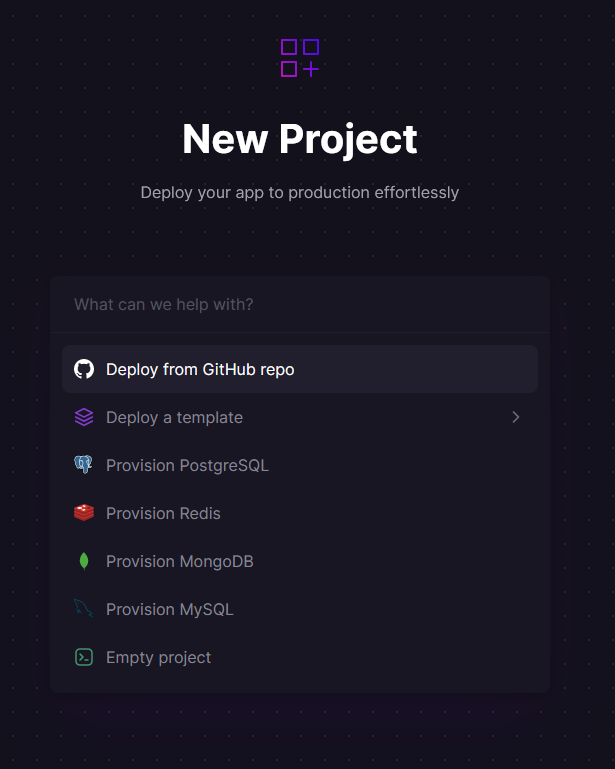 New Project
Deploy your app to production effortlessly
What can we help with?
Deploy from GitHub repo
Deploy a template
Provision PostgreSQL
Provision Redis
Provision MongoDB
Provision MySQL
Empty project